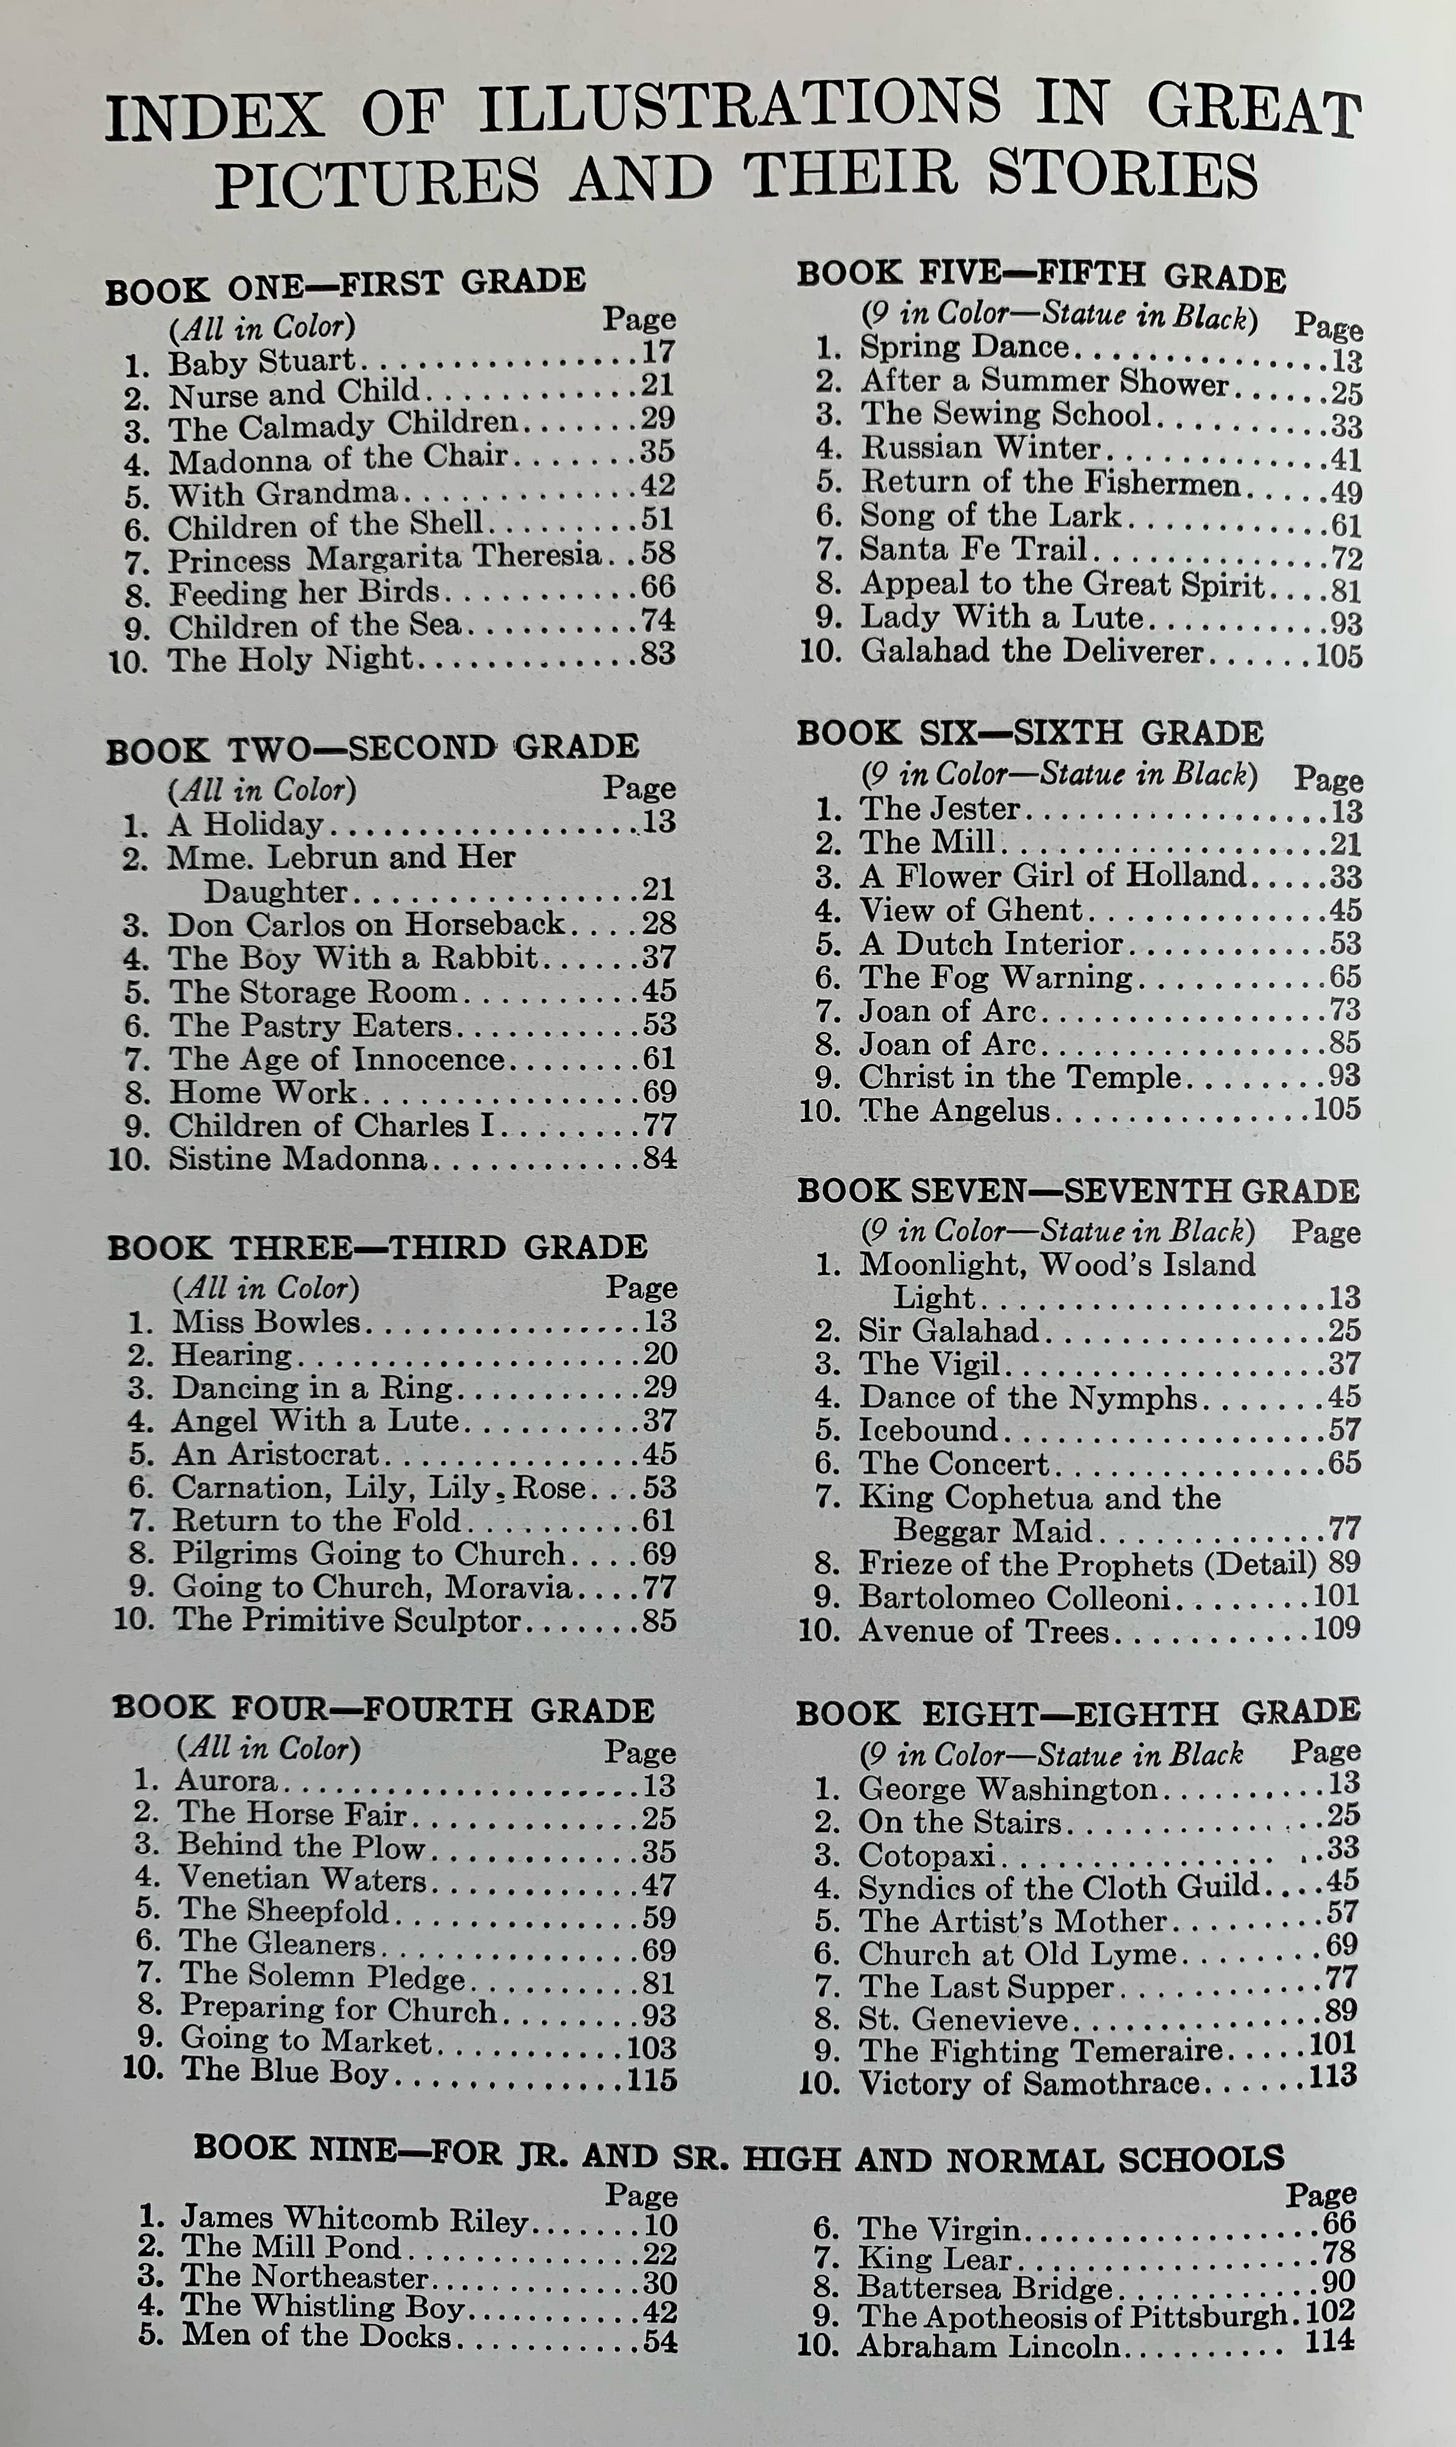 INDEX OF ILLUSTRATIONS IN GREAT
PICTURES AND THEIR STORIES
BOOK ONE—FIRST GRADE
(All in Color) Page
1. Baby Stuart................17
2. Nurse and Child............21
3. The Calmady Children.......29
4. Madonna of the Chair.......35
5. With Grandma.............42
6. Children of the Shell.........51
7. Princess Margarita Theresia..58
8. Feeding her Birds...........66
9. Children of the Sea..........74
10. The Holy Night.............83
BOOK TWO—SECOND GRADE
(All in Color) Page
1. A Holiday..................13
2. Mme. Lebrun and Her
Daughter................21
3. Don Carlos on Horseback....28
4. The Boy With a Rabbit......37
5. The Storage Room..........45
6. The Pastry Eaters...........53
7. The Age of Innocence........61
8. Home Work................69
9. Children of Charles I........77
10. Sistine Madonna............84
BOOK THREE—THIRD GRADE
(All in Color) Page
1. Miss Bowles................13
2. Hearing....................20
3. Dancing in a Ring...........29
4. Angel With a Lute..........37
5. An Aristocrat...............45
6. Carnation, Lily, Lily, Rose...53
7. Return to the Fold..........61
8. Pilgrims Going to Church....69
9. Going to Church, Moravia....77
10. The Primitive Sculptor.......85
BOOK FOUR—FOURTH GRADE
(All in Color) Page
1. Aurora.....................13
2. The Horse Fair.............25
3. Behind the Plow............35
4. Venetian Waters............47
5. The Sheepfold..............59
6. The Gleaners...............69
7. The Solemn Pledge..........81
8. Preparing for Church........93
9. Going to Market...........103
10. The Blue Boy.............115
BOOK FIVE—FIFTH GRADE
(9 in Color—Statue in Black) Page
1. Spring Dance...............13
2. After a Summer Shower......25
3. The Sewing School..........33
4. Russian Winter.............41
5. Return of the Fishermen.....49
6. Song of the Lark............61
7. Santa Fe Trail..............72
8. Appeal to the Great Spirit....81
9. Lady With a Lute...........93
10. Galahad the Deliverer......105
BOOK SIX—SIXTH GRADE
(9 in Color—Statue in Black) Page
1. The Jester.................13
2. The Mill...................21
3. A Flower Girl of Holland.....33
4. View of Ghent..............45
5. A Dutch Interior............53
6. The Fog Warning...........65
7. Joan of Arc................73
8. Joan of Arc................85
9. Christ in the Temple........93
10. The Angelus..............105
BOOK SEVEN—SEVENTH GRADE
(9 in Color—Statue in Black) Page
1. Moonlight, Wood's Island
Light....................13
2. Sir Galahad................25
3. The Vigil..................37
4. Dance of the Nymphs.......45
5. Icebound...................57
6. The Concert................65
7. King Cophetua and the
Beggar Maid.............77
8. Frieze of the Prophets (Detail) 89
9. Bartolomeo Colleoni........101
10. Avenue of Trees...........109
BOOK EIGHT—EIGHTH GRADE
(9 in Color—Statue in Black Page
1. George Washington..........13
2. On the Stairs...............25
3. Cotopaxi..................33
4. Syndics of the Cloth Guild....45
5. The Artist's Mother.........57
6. Church at Old Lyme........69
7. The Last Supper............77
8. St. Genevieve...............89
9. The Fighting Temeraire.....101
10. Victory of Samothrace......113
BOOK NINE—FOR JR. AND SR. HIGH AND NORMAL SCHOOLS
Page
1. James Whitcomb Riley.......10
2. The Mill Pond..............22
3. The Northeaster............30
4. The Whistling Boy..........42
5. Men of the Docks...........54
Page
6. The Virgin..................66
7. King Lear..................78
8. Battersea Bridge............90
9. The Apotheosis of Pittsburgh.102
10. Abraham Lincoln.......... 114